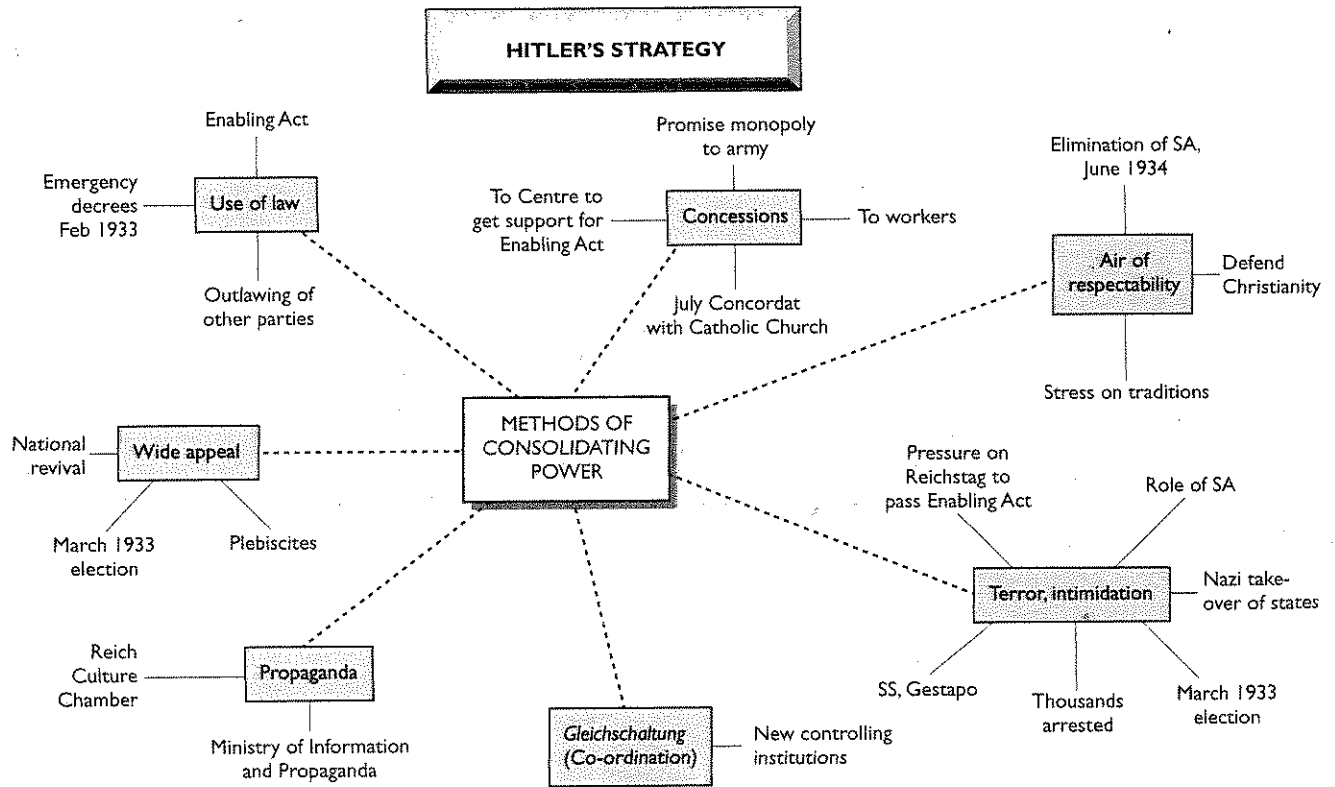 HITLER'S STRATEGY
Enabling Act
Emergency
decrees
Feb 1933
Use of law
Outlawing of
other parties
Promise monopoly
to army
To Centre to
get support for
Enabling Act
Concessions
To workers
July Concordat
with Catholic Church
Elimination of SA,
June 1934
Air of
respectability
Defend
Christianity
Stress on traditions
METHODS OF
CONSOLIDATING
POWER
National
revival
Wide appeal
March 1933
election
Plebiscites
Pressure on
Reichstag to
pass Enabling Act
Role of SA
Terror, intimidation
Nazi take-
over of states
SS, Gestapo
Thousands
arrested
March 1933
election
Reich
Culture
Chamber
Propaganda
Ministry of Information
and Propaganda
Gleichschaltung
(Co-ordination)
New controlling
institutions